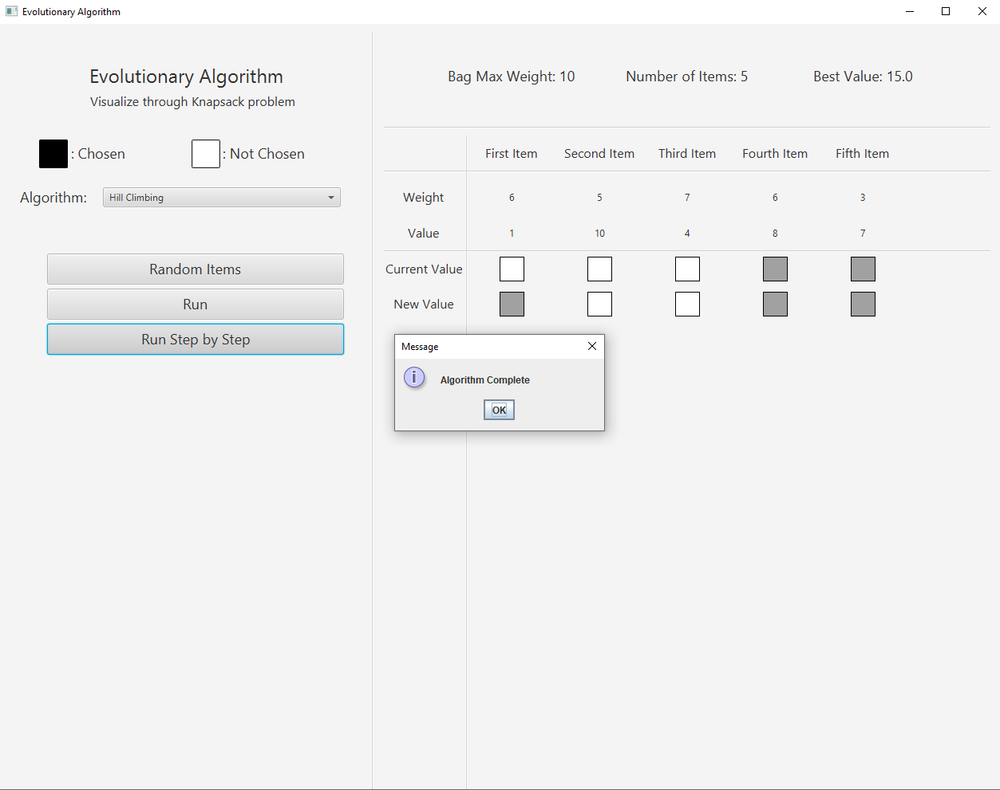 Evolutionary Algorithm
Evolutionary Algorithm
Visualize through Knapsack problem
: Chosen
: Not Chosen
Algorithm:
Hill Climbing
Random Items
Run
Run Step by Step
Bag Max Weight: 10
Number of Items: 5
Best Value: 15.0
First Item Second Item Third Item Fourth Item Fifth Item
Weight 6 5 7 6 3
Value 1 10 4 8 7
Current Value
New Value
Message
i
Algorithm Complete
OK